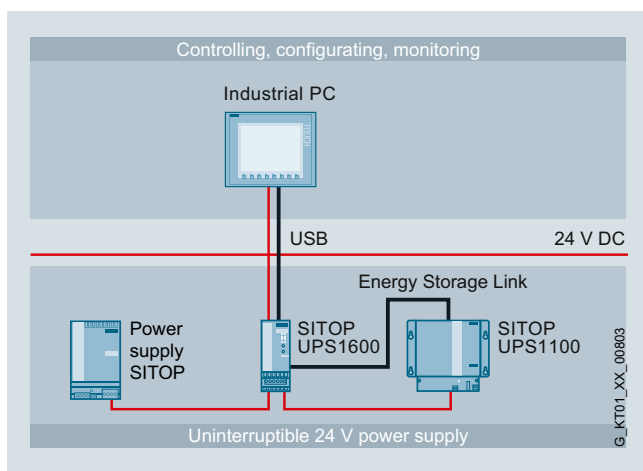 Controlling, configurating, monitoring
Industrial PC
USB
24 V DC
Energy Storage Link
Power
supply
SITOP
SITOP
UPS1600
SITOP
UPS1100
G_KT01_XX_00803
Uninterruptible 24 V power supply